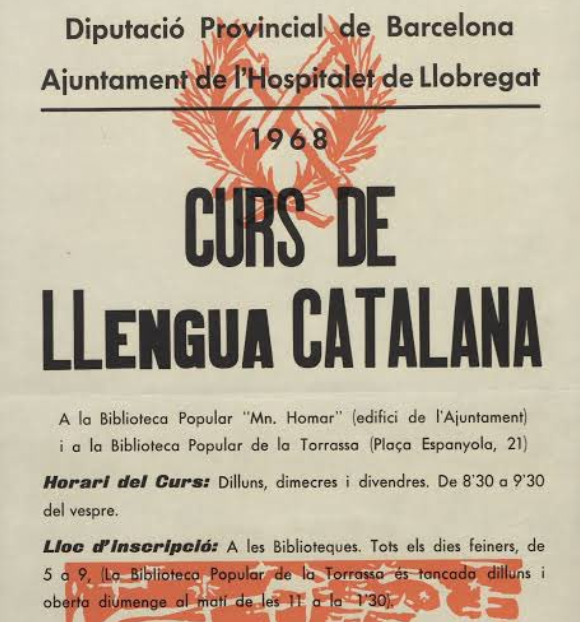 Diputació Provincial de Barcelona
Ajuntament de l'Hospitalet de Llobregat
1968
CURS DE
LLENGUA CATALANA
A la Biblioteca Popular "Mn. Homar" (edifici de l'Ajuntament)
i a la Biblioteca Popular de la Torrassa (Plaça Espanyola, 21)
Horari del Curs: Dilluns, dimecres i divendres. De 8'30 a 9'30
del vespre.
Lloc d'inscripció: A les Biblioteques. Tots els dies feiners, de
5 a 9, (La Biblioteca Popular de la Torrassa és tancada dilluns i
oberta diumenge al matí de les 11 a la 1'30).